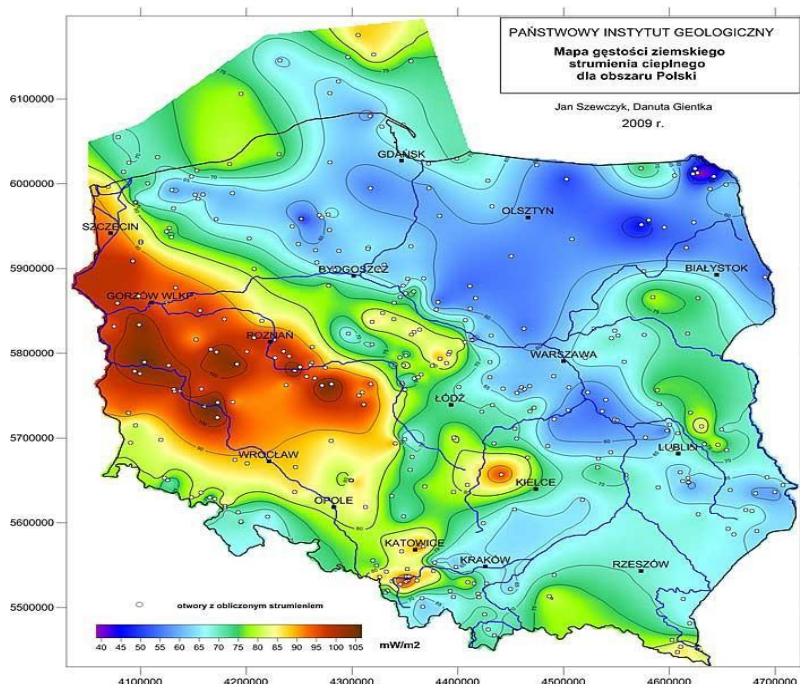 PAŃSTWOWY INSTYTUT GEOLOGICZNY
Mapa gęstości ziemskiego
strumienia cieplnego
dla obszaru Polski
Jan Szewczyk, Danuta Gientka
2009 r.
6100000
GDAŃSK
6000000
OLSZTYN
SZCZECIN
5900000
BYDGOSZCZ
BIAŁYSTOK
GORZÓW WLKP
POZNAŃ
5800000
WARSZAWA
ŁÓDŹ
5700000
LUBLIN
WROCŁAW
KIELCE
OPOLE
5600000
KATOWICE
KRAKÓW
RZESZÓW
5500000
otwory z obliczonym strumieniem
40 45 50 55 60 65 70 75 80 85 90 95 100 105
mW/m2
4100000 4200000 4300000 4400000 4500000 4600000 4700000